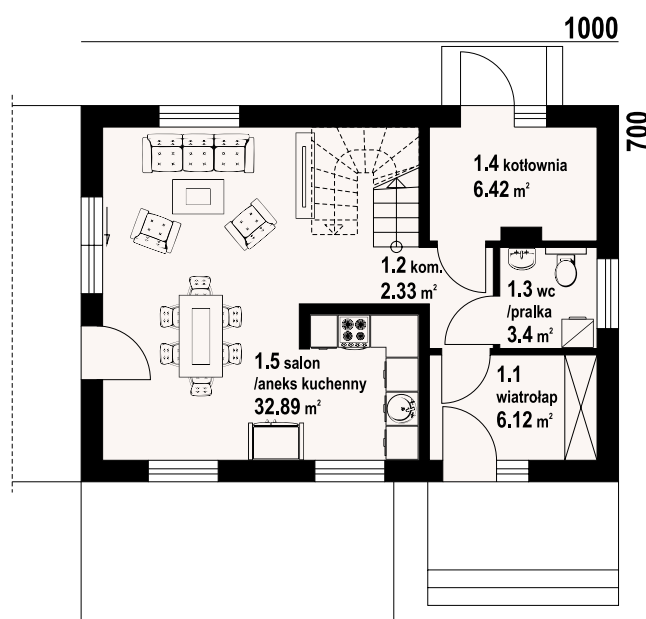 1000
700
1.4 kotłownia
6.42 m²
1.2 kom.
2.33 m²
1.3 wc
/pralka
3.4 m²
1.5 salon
/aneks kuchenny
32.89 m²
1.1
wiatrołap
6.12 m²